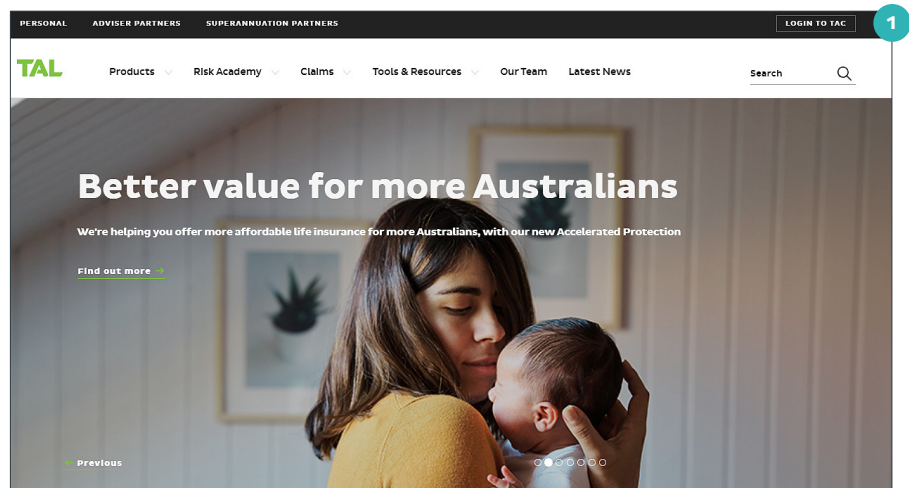 PERSONAL ADVISER PARTNERS SUPERANNUATION PARTNERS LOGIN TO TAC
1
TAL Products Risk Academy Claims Tools & Resources Our Team Latest News Search
Better value for more Australians
We're helping you offer more affordable life insurance for more Australians, with our new Accelerated Protection
Find out more
Previous